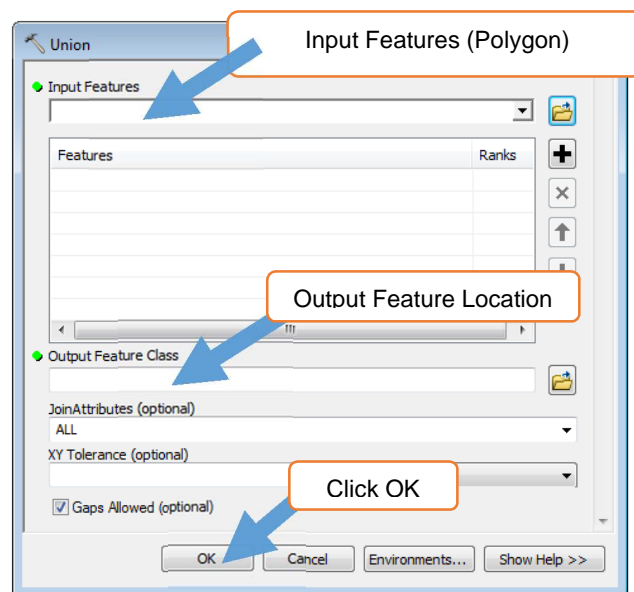 Union
Input Features (Polygon)
Input Features
Features Ranks
Output Feature Location
Output Feature Class
JoinAttributes (optional)
ALL
XY Tolerance (optional)
Click OK
Gaps Allowed (optional)
OK Cancel Environments... Show Help >>